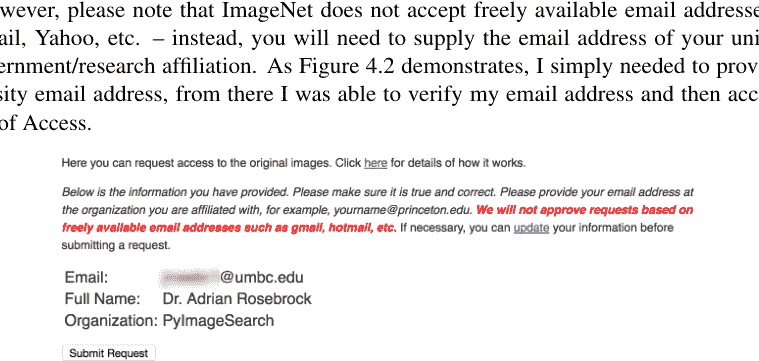 wever, please note that ImageNet does not accept freely available email addresse
ail, Yahoo, etc. – instead, you will need to supply the email address of your uni
ernment/research affiliation. As Figure 4.2 demonstrates, I simply needed to prov
sity email address, from there I was able to verify my email address and then acc
of Access.
Here you can request access to the original images. Click here for details of how it works.
Below is the information you have provided. Please make sure it is true and correct. Please provide your email address at
the organization you are affiliated with, for example, yourname@princeton.edu. We will not approve requests based on
freely available email addresses such as gmail, hotmail, etc. If necessary, you can update your information before
submitting a request.
Email: @umbc.edu
Full Name: Dr. Adrian Rosebrock
Organization: PyImageSearch
Submit Request